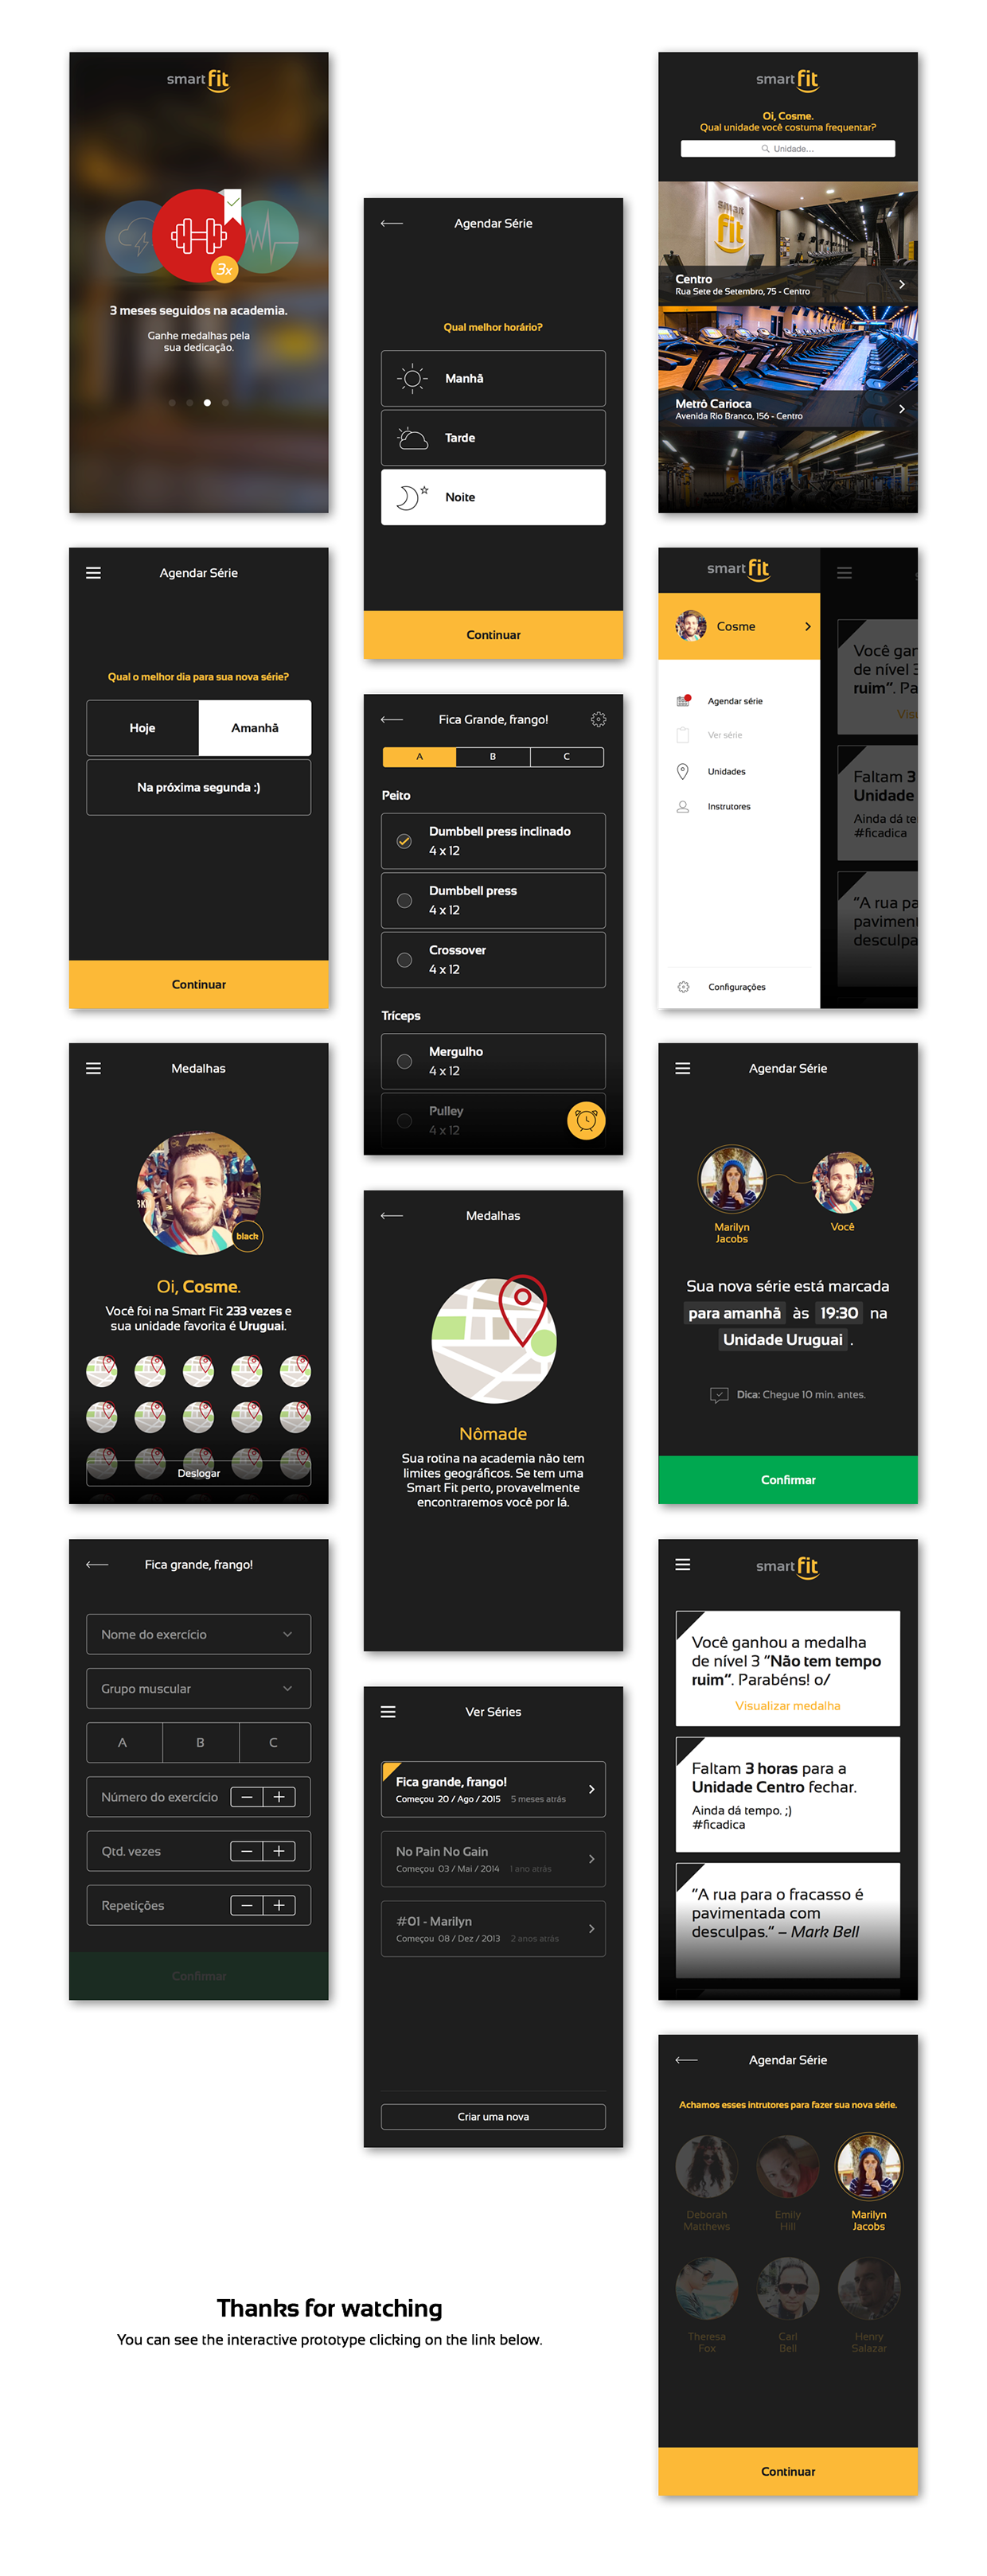 smart fit
3x
3 meses seguidos na academia.
Ganhe medalhas pela
sua dedicação.
Agendar Série
Qual melhor horário?
Manhã
Tarde
Noite
Continuar
smart fit
Oi, Cosme.
Qual unidade você costuma frequentar?
Unidade...
smart
fit
Centro
Rua Sete de Setembro, 75 - Centro
Metrô Carioca
Avenida Rio Branco, 156 - Centro
Agendar Série
Qual o melhor dia para sua nova série?
Hoje
Amanhã
Na próxima segunda :)
Continuar
Fica Grande, frango!
A
B
C
Peito
Dumbbell press inclinado
4 x 12
Dumbbell press
4 x 12
Crossover
4 x 12
Tríceps
Mergulho
4 x 12
Pulley
4 x 12
smart fit
Cosme
Agendar série
Ver série
Unidades
Instrutores
Configurações
Você gan
de nível 3
ruim”. Pa
Vis
Faltam 3
Unidade
Ainda dá te
#ficadica
“A rua pa
paviment
desculpa
Medalhas
black
Oi, Cosme.
Você foi na Smart Fit 233 vezes e
sua unidade favorita é Uruguai.
Deslogar
Medalhas
Nômade
Sua rotina na academia não tem
limites geográficos. Se tem uma
Smart Fit perto, provavelmente
encontraremos você por lá.
Agendar Série
Marilyn
Jacobs
Você
Sua nova série está marcada
para amanhã às 19:30 na
Unidade Uruguai .
Dica: Chegue 10 min. antes.
Confirmar
Fica grande, frango!
Nome do exercício
Grupo muscular
A
B
C
Número do exercício
Qtd. vezes
Repetições
Confirmar
Ver Séries
Fica grande, frango!
Começou 20 / Ago / 2015 5 meses atrás
No Pain No Gain
Começou 03 / Mai / 2014 1 ano atrás
#01 - Marilyn
Começou 08 / Dez / 2013 2 anos atrás
Criar uma nova
smart fit
Você ganhou a medalha
de nível 3 “Não tem tempo
ruim”. Parabéns! o/
Visualizar medalha
Faltam 3 horas para a
Unidade Centro fechar.
Ainda dá tempo. ;)
#ficadica
“A rua para o fracasso é
pavimentada com
desculpas.” – Mark Bell
Agendar Série
Achamos esses intrutores para fazer sua nova série.
Deborah
Matthews
Emily
Hill
Marilyn
Jacobs
Theresa
Fox
Carl
Bell
Henry
Salazar
Continuar
Thanks for watching
You can see the interactive prototype clicking on the link below.